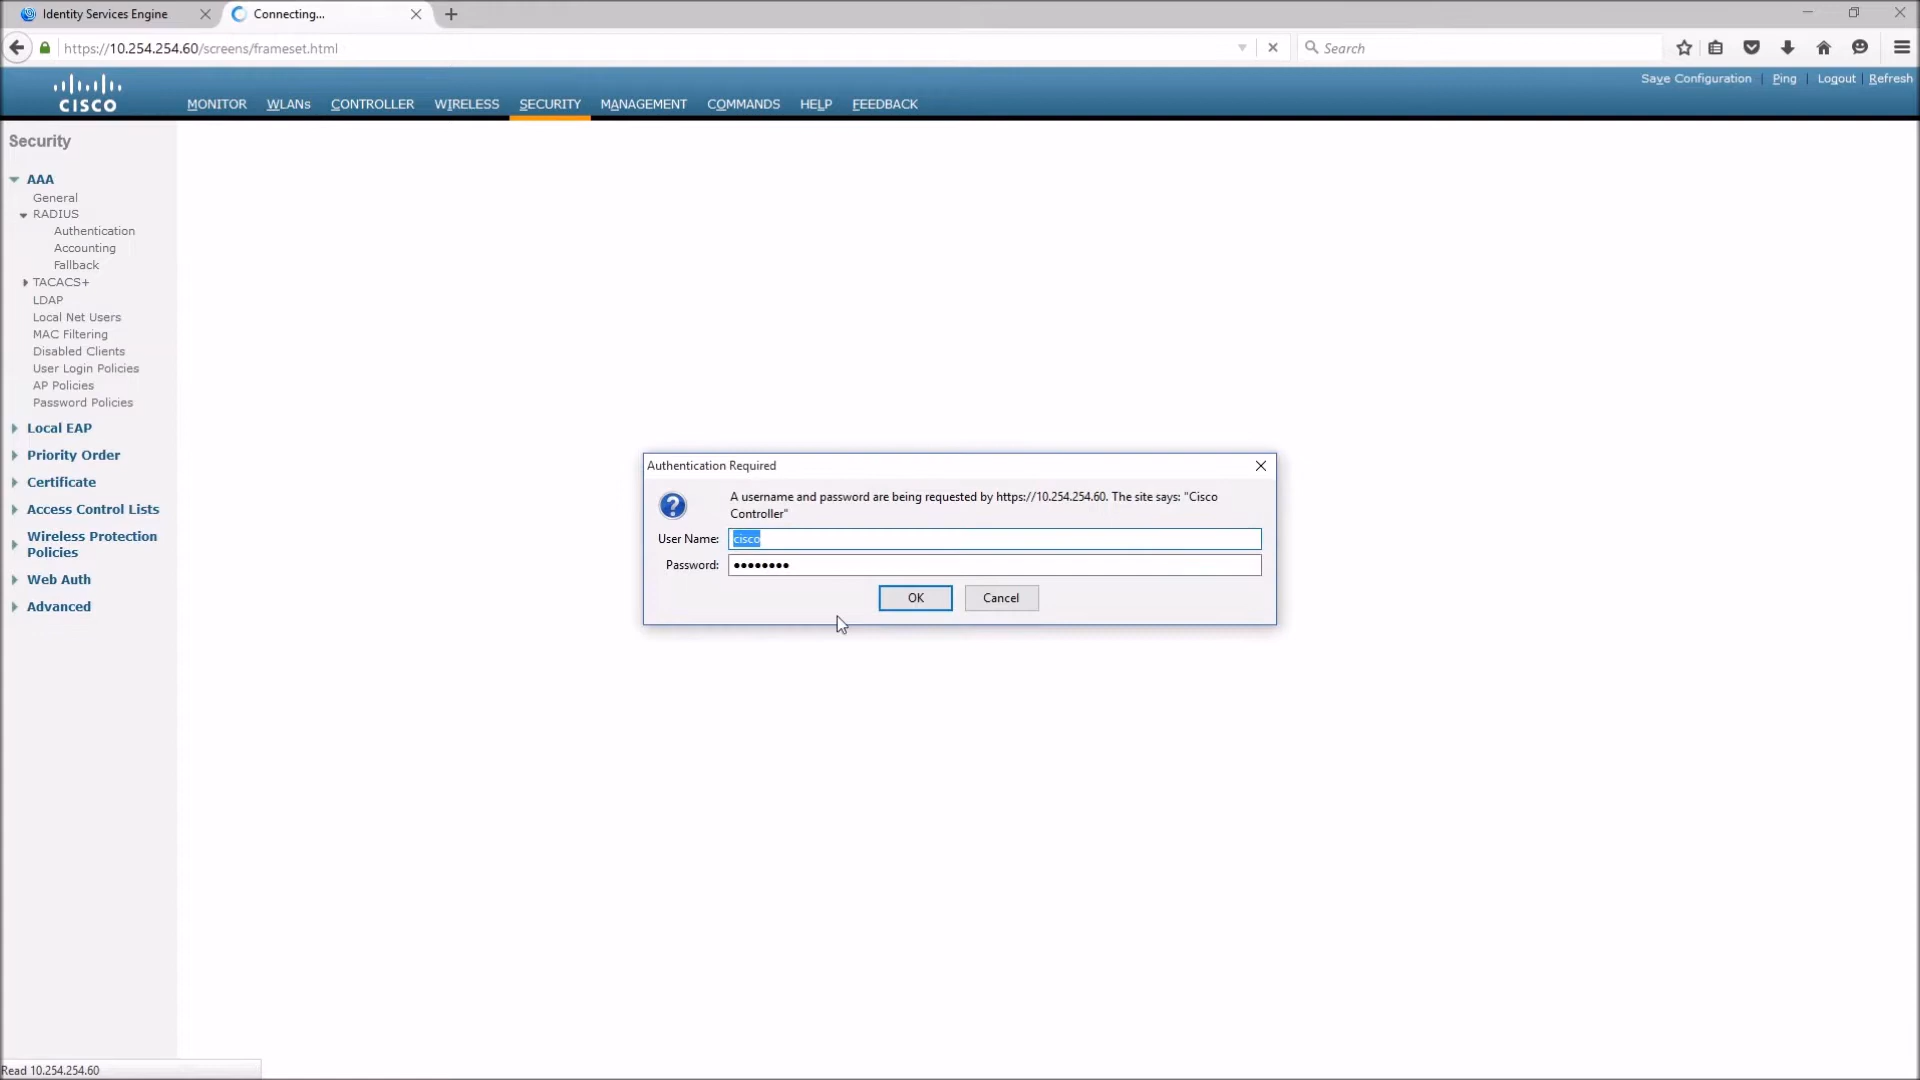 Identity Services Engine
Connecting...
https://10.254.254.60/screens/frameset.html
Search
Save Configuration | Ping | Logout | Refresh
CISCO
MONITOR WLANs CONTROLLER WIRELESS SECURITY MANAGEMENT COMMANDS HELP FEEDBACK
Security
AAA
General
RADIUS
Authentication
Accounting
Fallback
TACACS+
LDAP
Local Net Users
MAC Filtering
Disabled Clients
User Login Policies
AP Policies
Password Policies
Local EAP
Priority Order
Certificate
Access Control Lists
Wireless Protection
Policies
Web Auth
Advanced
Authentication Required
A username and password are being requested by https://10.254.254.60. The site says: "Cisco
Controller"
User Name: cisco
Password: ••••••••
OK Cancel
Read 10.254.254.60